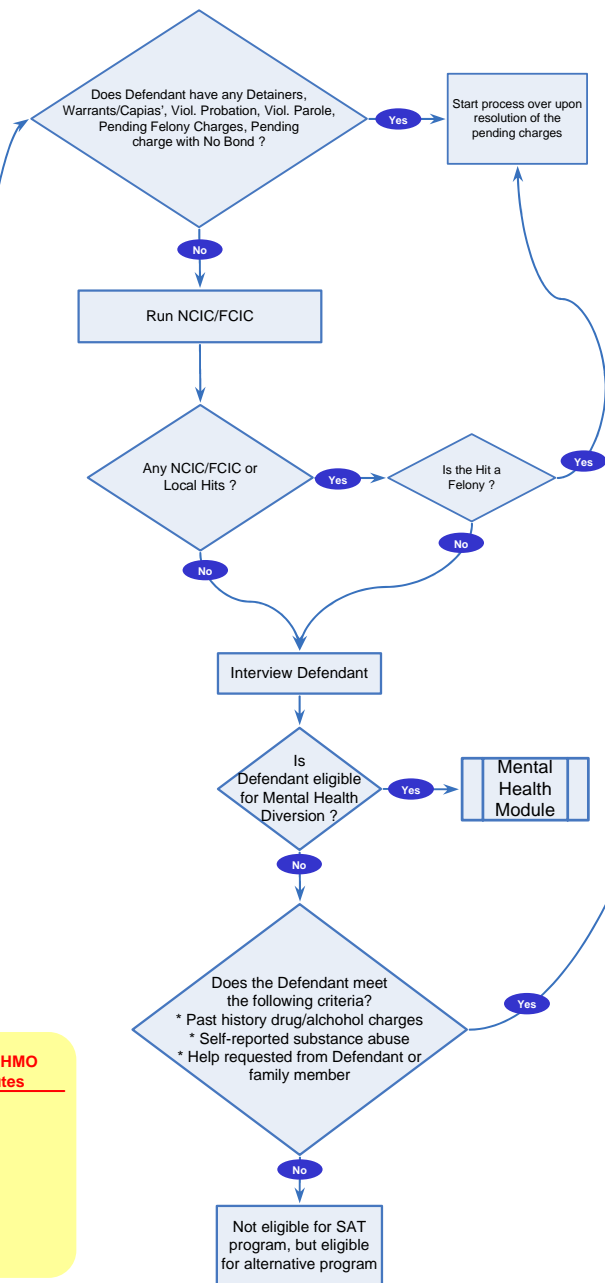 Does Defendant have any Detainers,
Warrants/Capias', Viol. Probation, Viol. Parole,
Pending Felony Charges, Pending
charge with No Bond ?
Yes
Start process over upon
resolution of the
pending charges
No
Run NCIC/FCIC
Any NCIC/FCIC or
Local Hits ?
Yes
Is the Hit a
Felony ?
Yes
No
No
Interview Defendant
Is
Defendant eligible
for Mental Health
Diversion ?
Yes
Mental
Health
Module
No
Does the Defendant meet
the following criteria?
* Past history drug/alchohol charges
* Self-reported substance abuse
* Help requested from Defendant or
family member
Yes
HMO
No
Not eligible for SAT
program, but eligible
for alternative program